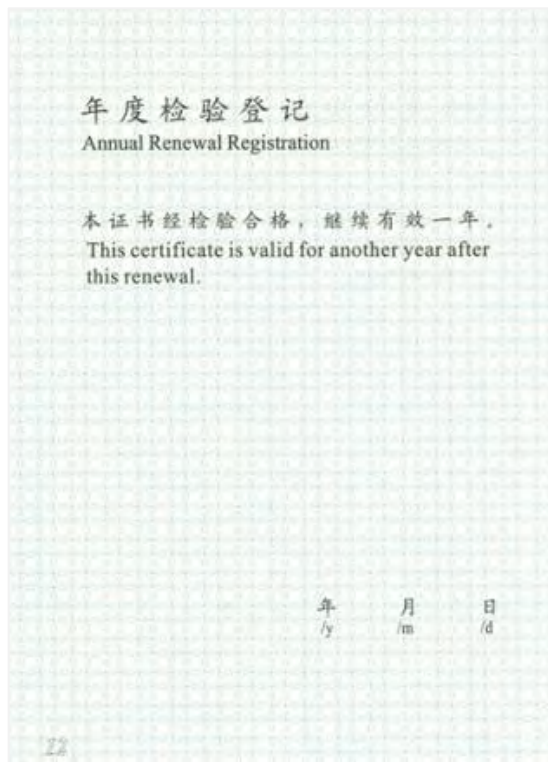 年度检验登记
Annual Renewal Registration
本证书经检验合格，继续有效一年。
This certificate is valid for another year after
this renewal.
年 月 日
/y /m /d
22